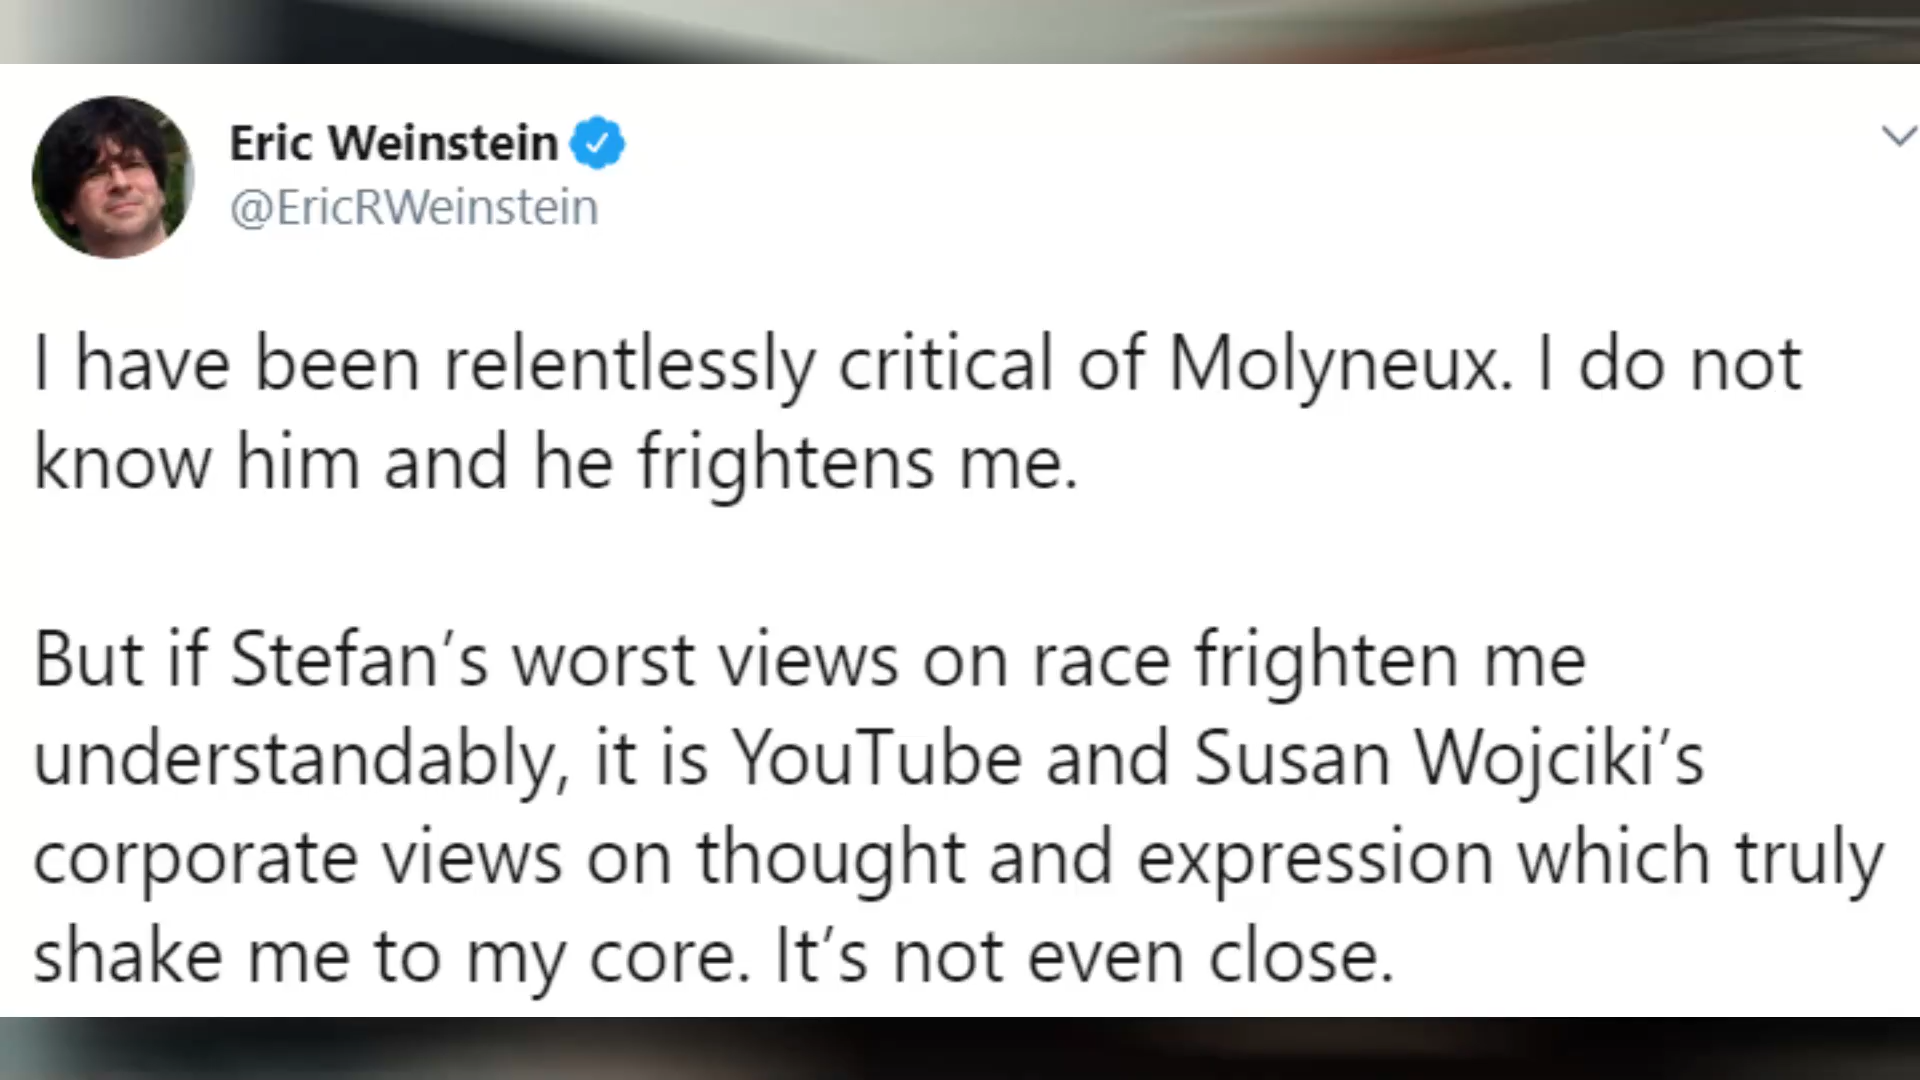 Eric Weinstein
@EricRWeinstein
I have been relentlessly critical of Molyneux. I do not
know him and he frightens me.
But if Stefan’s worst views on race frighten me
understandably, it is YouTube and Susan Wojciki’s
corporate views on thought and expression which truly
shake me to my core. It’s not even close.